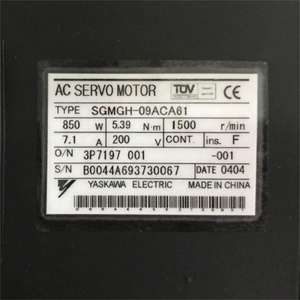 AC SERVO MOTOR TÜV CE
TYPE SGMGH-09ACA61
850 W 5.39 N·m 1500 r/min
7.1 A 200 V CONT. ins. F
O/N 3P7197 001 -001
S/N B0044A693730067 DATE 0404
YASKAWA ELECTRIC MADE IN CHINA